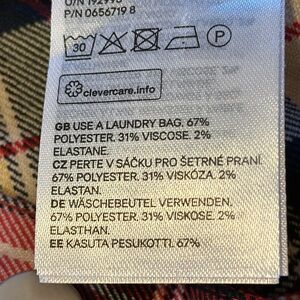 O/N 192993
P/N 0656719 8
30
P
clevercare.info
GB USE A LAUNDRY BAG. 67%
POLYESTER. 31% VISCOSE. 2%
ELASTANE.
CZ PERTE V SÁČKU PRO ŠETRNÉ PRANÍ.
67% POLYESTER. 31% VISKÓZA. 2%
ELASTAN.
DE WÄSCHEBEUTEL VERWENDEN.
67% POLYESTER. 31% VISKOSE. 2%
ELASTHAN.
EE KASUTA PESUKOTTI. 67%